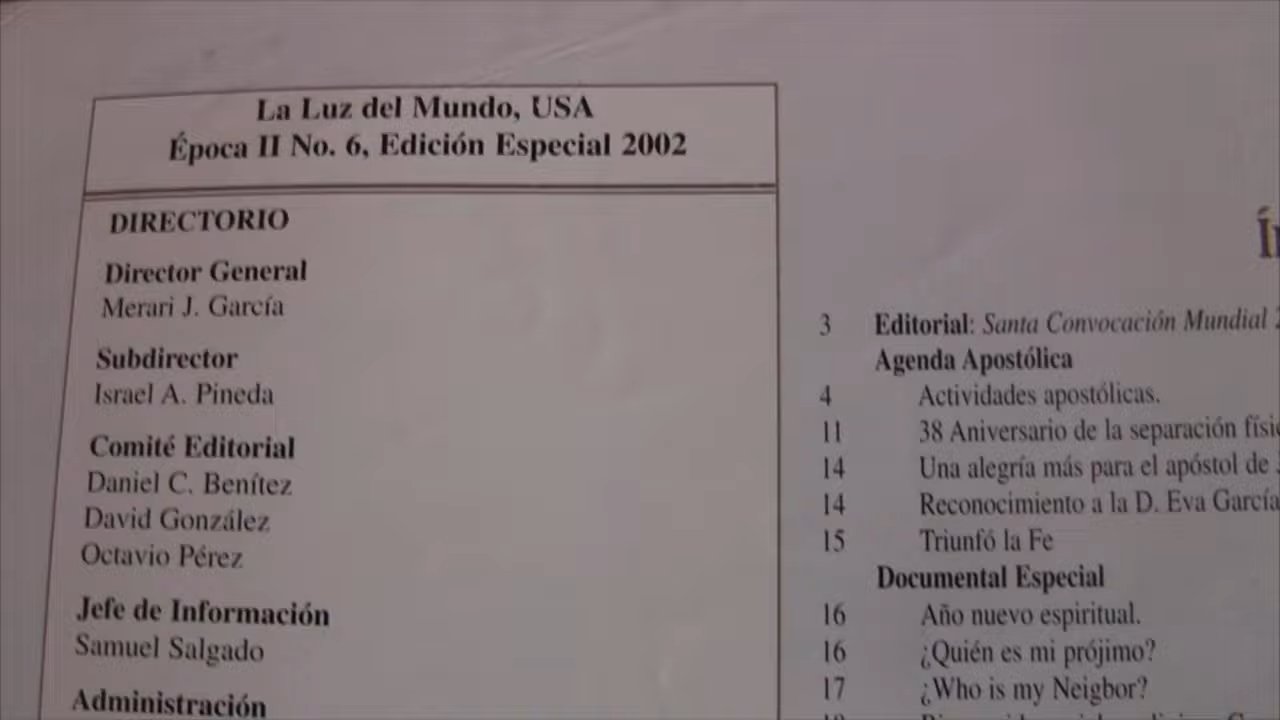 La Luz del Mundo, USA
Época II No. 6, Edición Especial 2002
DIRECTORIO
Director General
Merari J. García
Subdirector
Israel A. Pineda
Comité Editorial
Daniel C. Benítez
David González
Octavio Pérez
Jefe de Información
Samuel Salgado
Administración
3 Editorial: Santa Convocación Mundial
Agenda Apostólica
4 Actividades apostólicas.
11 38 Aniversario de la separación
14 Una alegría más para el apóstol de
14 Reconocimiento a la D. Eva García
15 Triunfó la Fe
Documental Especial
16 Año nuevo espiritual.
16 ¿Quién es mi prójimo?
17 ¿Who is my Neigbor?